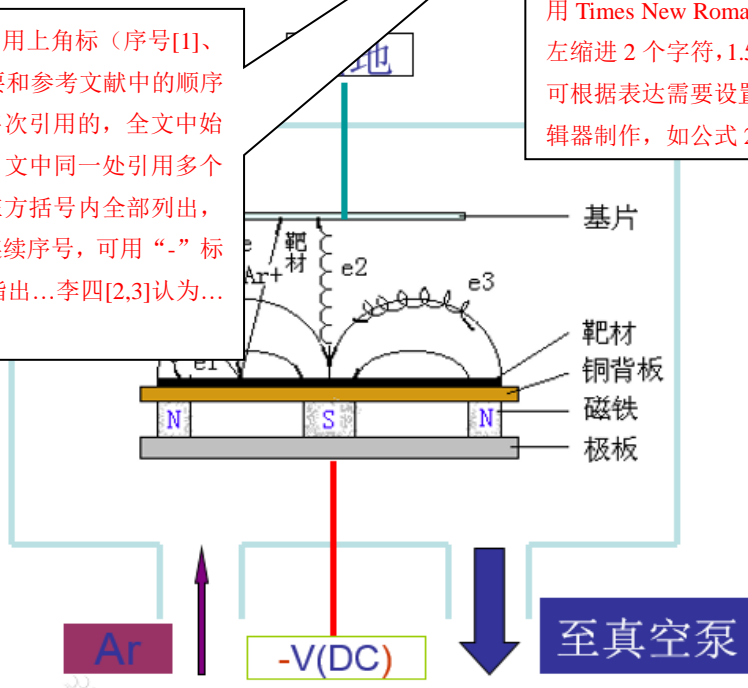 用上角标（序号[1]、
要和参考文献中的顺序
次引用的，全文中始
文中同一处引用多个
方括号内全部列出，
续序号，可用“-”标
指出…李四[2,3]认为…
用 Times New Roma
左缩进 2 个字符，1.5
可根据表达需要设置
辑器制作，如公式 2
地
基片
e
靶材
Ar+
e2
e3
靶材
铜背板
e1
N
S
N
磁铁
极板
Ar
-V(DC)
至真空泵